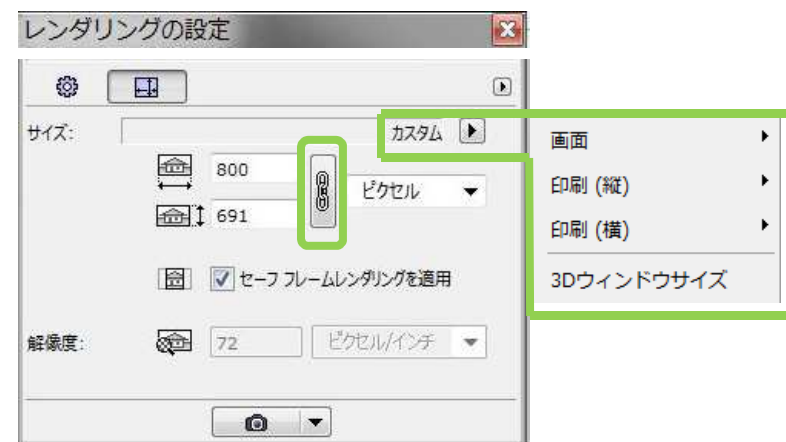 レンダリングの設定
サイズ:
カスタム
800
ピクセル
691
セーフ フレームレンダリングを適用
解像度:
72
ピクセル/インチ
画面
印刷 (縦)
印刷 (横)
3Dウィンドウサイズ